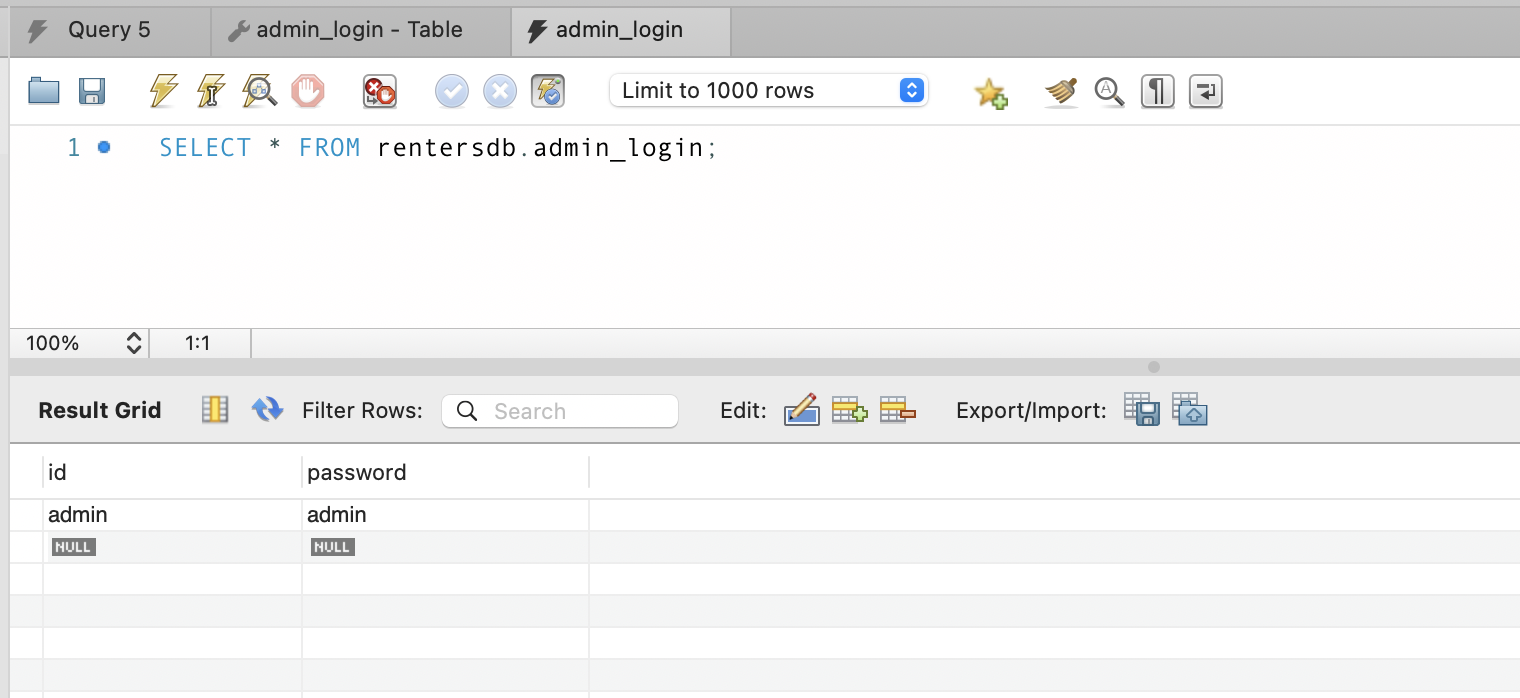 Query 5 admin_login - Table admin_login
Limit to 1000 rows
1 SELECT * FROM rentersdb.admin_login;
100% 1:1
Result Grid Filter Rows: Search Edit: Export/Import:
id password
admin admin
NULL NULL